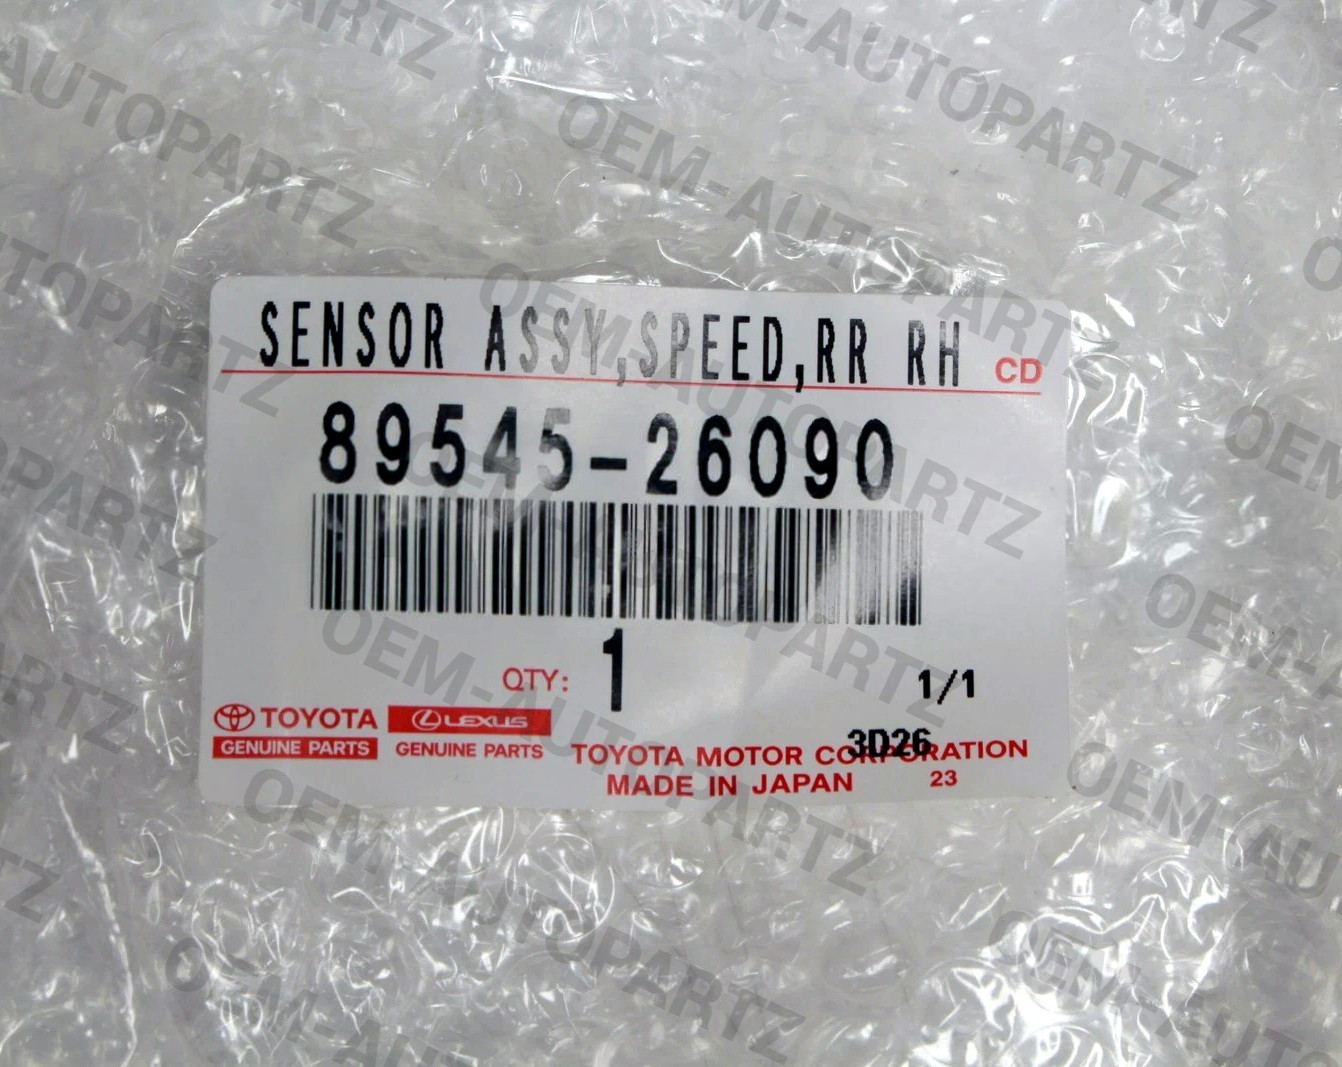 SENSOR ASSY,SPEED,RR RH CD
89545-26090
QTY: 1
1/1
TOYOTA
GENUINE PARTS
LEXUS
GENUINE PARTS
3D26
TOYOTA MOTOR CORPORATION
MADE IN JAPAN 23
OEM-AUTOPARTZ